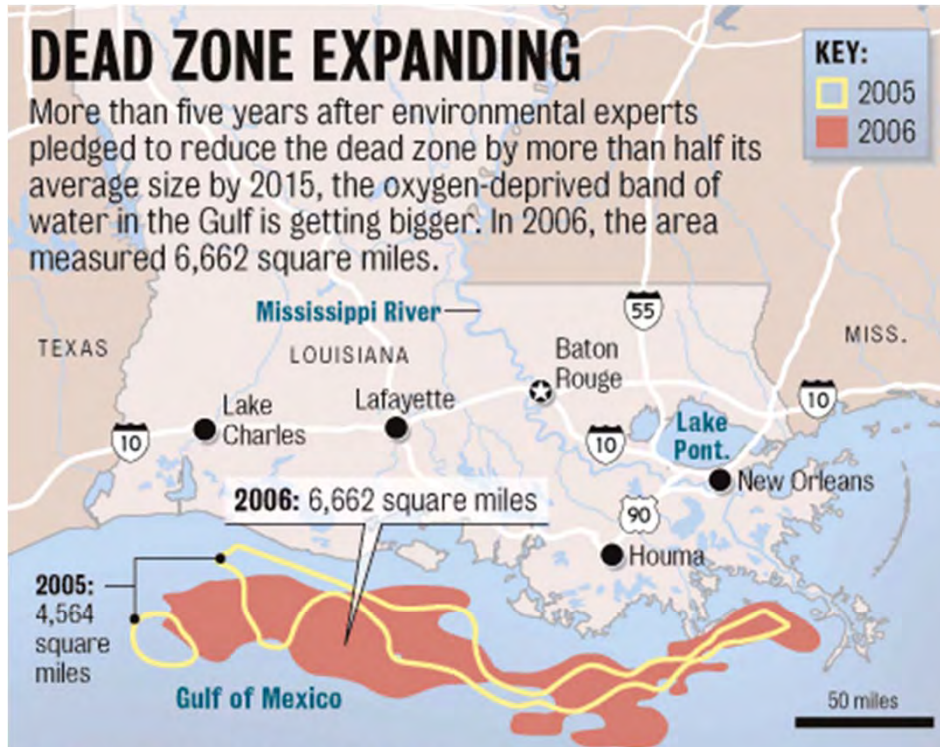 DEAD ZONE EXPANDING
More than five years after environmental experts
pledged to reduce the dead zone by more than half its
average size by 2015, the oxygen-deprived band of
water in the Gulf is getting bigger. In 2006, the area
measured 6,662 square miles.
KEY:
2005
2006
Mississippi River
55
TEXAS
LOUISIANA
MISS.
Baton
Rouge
Lake
Charles
Lafayette
10
10
10
Lake
Pont.
New Orleans
2006: 6,662 square miles
90
Houma
2005:
4,564
square
miles
Gulf of Mexico
50 miles